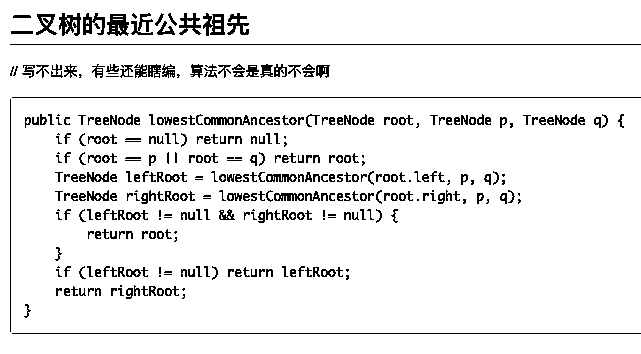 二叉树的最近公共祖先
// 写不出来，有些还能瞎编，算法不会是真的不会啊
public TreeNode lowestCommonAncestor(TreeNode root, TreeNode p, TreeNode q) {
    if (root == null) return null;
    if (root == p || root == q) return root;
    TreeNode leftRoot = lowestCommonAncestor(root.left, p, q);
    TreeNode rightRoot = lowestCommonAncestor(root.right, p, q);
    if (leftRoot != null && rightRoot != null) {
        return root;
    }
    if (leftRoot != null) return leftRoot;
    return rightRoot;
}